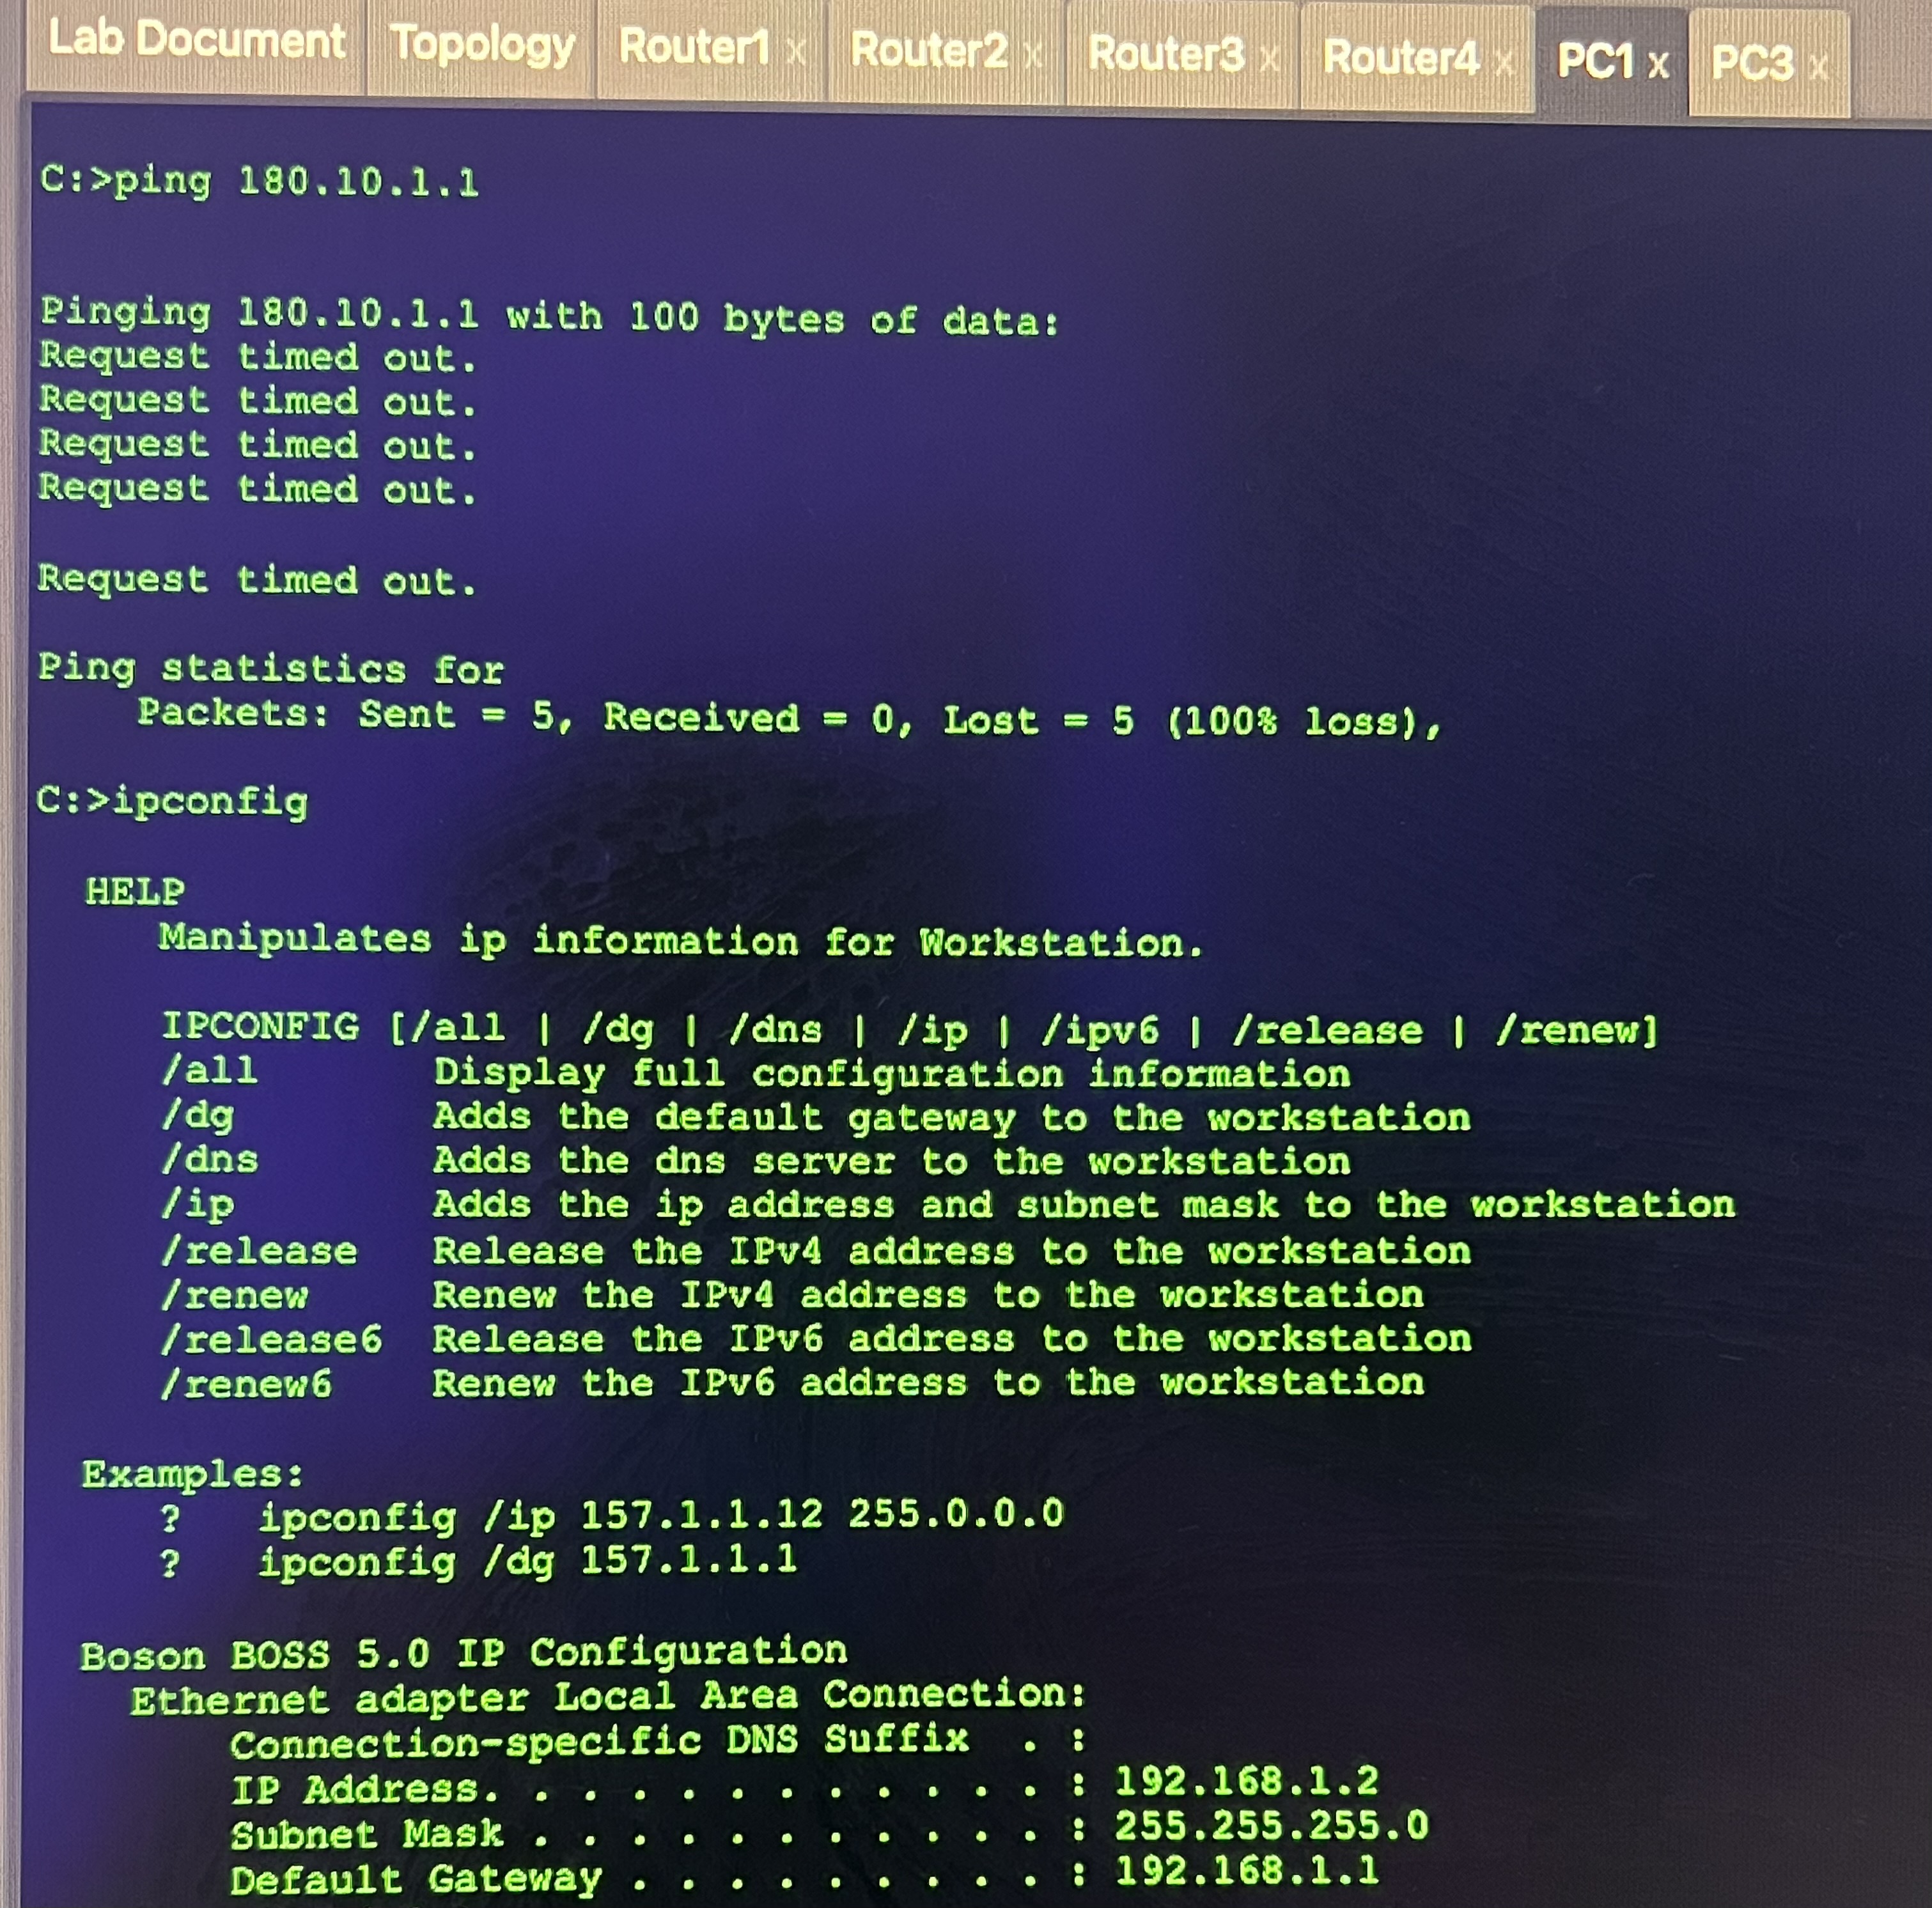 Lab Document Topology Router1 x Router2 x Router3 x Router4 x PC1 x PC3 x
C:>ping 180.10.1.1
Pinging 180.10.1.1 with 100 bytes of data:
Request timed out.
Request timed out.
Request timed out.
Request timed out.
Request timed out.
Ping statistics for
Packets: Sent = 5, Received = 0, Lost = 5 (100% loss),
C:>ipconfig
HELP
Manipulates ip information for Workstation.
IPCONFIG [/all | /dg | /dns | /ip | /ipv6 | /release | /renew]
/all Display full configuration information
/dg Adds the default gateway to the workstation
/dns Adds the dns server to the workstation
/ip Adds the ip address and subnet mask to the workstation
/release Release the IPv4 address to the workstation
/renew Renew the IPv4 address to the workstation
/release6 Release the IPv6 address to the workstation
/renew6 Renew the IPv6 address to the workstation
Examples:
? ipconfig /ip 157.1.1.12 255.0.0.0
? ipconfig /dg 157.1.1.1
Boson BOSS 5.0 IP Configuration
Ethernet adapter Local Area Connection:
Connection-specific DNS Suffix . :
IP Address. . . . . . . . . . . . : 192.168.1.2
Subnet Mask . . . . . . . . . . . : 255.255.255.0
Default Gateway . . . . . . . . . : 192.168.1.1